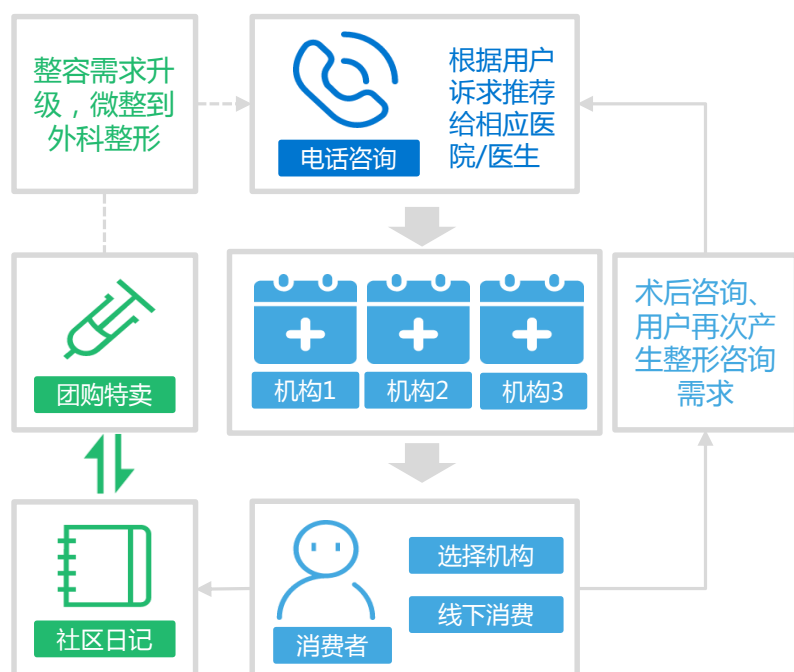 整容需求升
级，微整到
外科整形
电话咨询
根据用户
诉求推荐
给相应医
院/医生
团购特卖
机构1
机构2
机构3
术后咨询、
用户再次产
生整形咨询
需求
社区日记
消费者
选择机构
线下消费